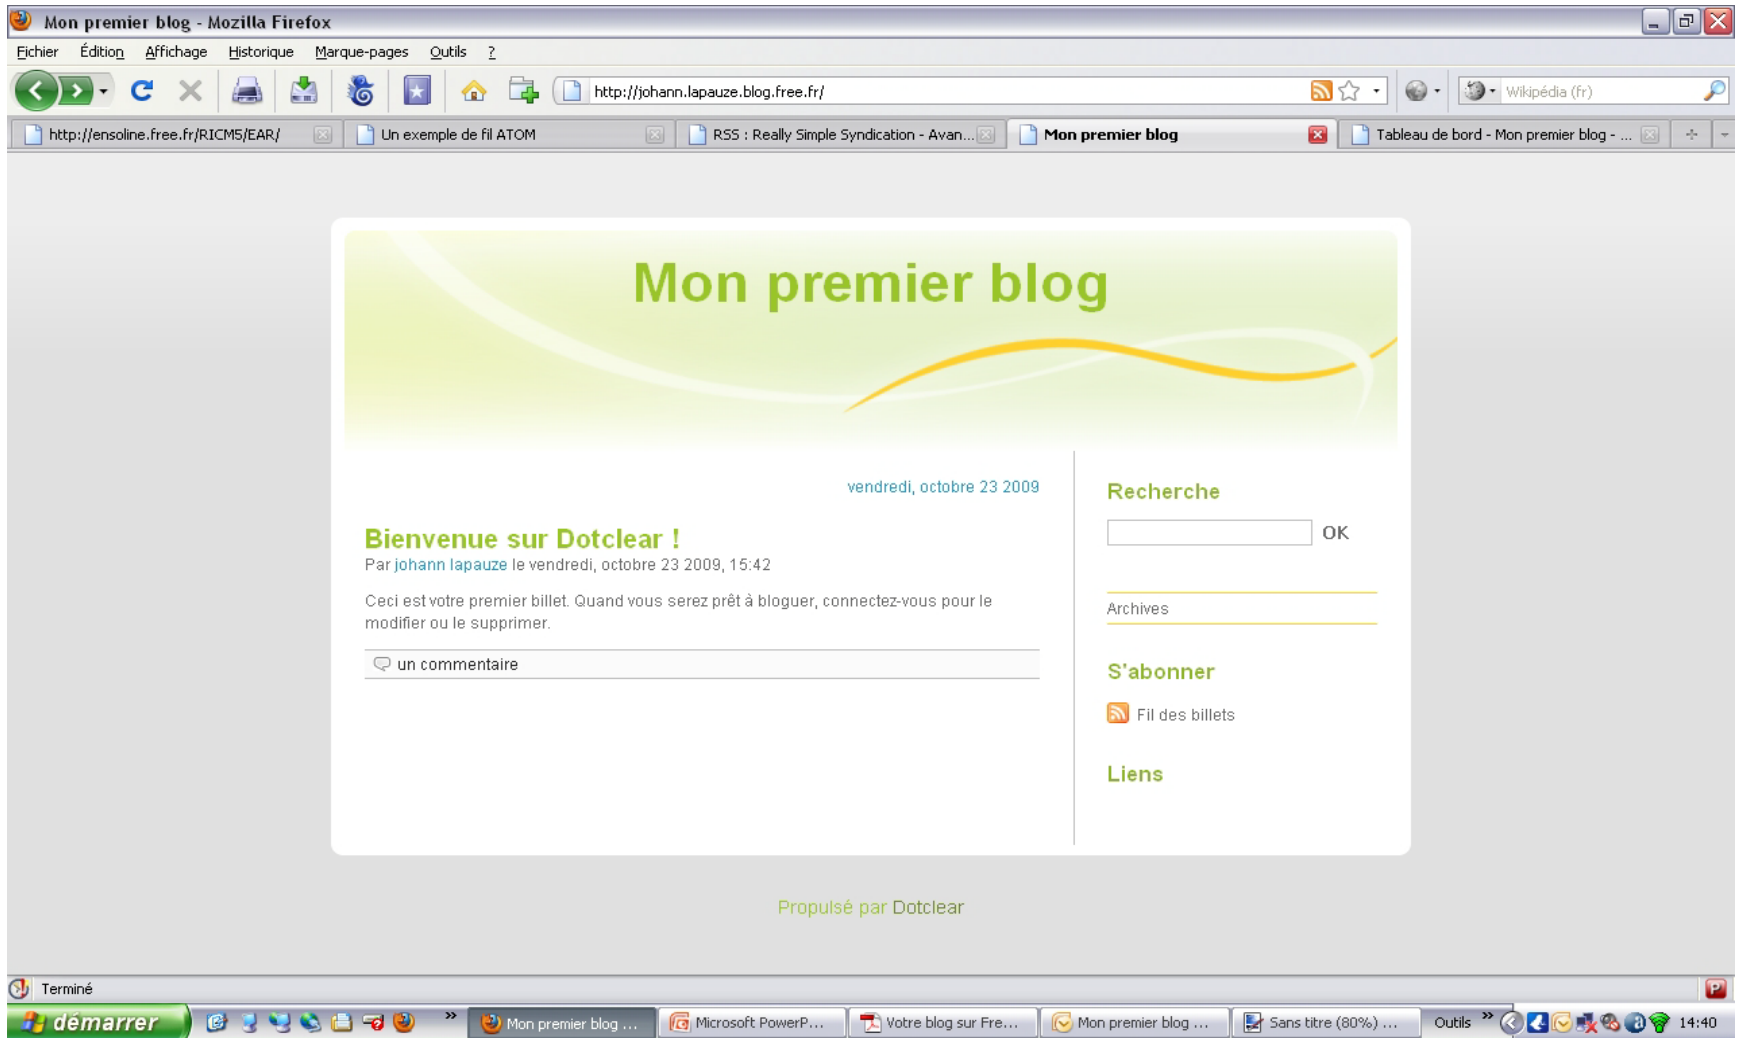 Mon premier blog - Mozilla Firefox
Fichier Édition Affichage Historique Marque-pages Outils ?
http://johann.lapauze.blog.free.fr/ Wikipédia (fr)
http://ensoline.free.fr/RICM5/EAR/ Un exemple de fil ATOM RSS : Really Simple Syndication - Avan... Mon premier blog Tableau de bord - Mon premier blog - ...
Mon premier blog
vendredi, octobre 23 2009
Bienvenue sur Dotclear !
Par johann lapauze le vendredi, octobre 23 2009, 15:42
Ceci est votre premier billet. Quand vous serez prêt à bloguer, connectez-vous pour le
modifier ou le supprimer.
un commentaire
Recherche
OK
Archives
S'abonner
Fil des billets
Liens
Propulsé par Dotclear
Terminé
démarrer » Mon premier blog ... Microsoft PowerP... Votre blog sur Fre... Mon premier blog ... Sans titre (80%) ... Outils » 14:40